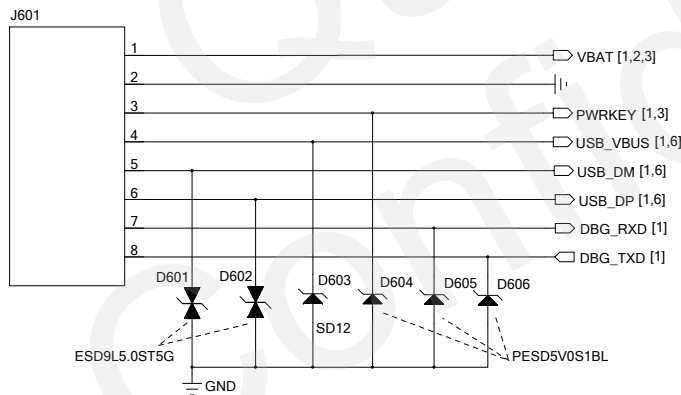 J601
1
VBAT [1,2,3]
2
3
PWRKEY [1,3]
4
USB_VBUS [1,6]
5
USB_DM [1,6]
6
USB_DP [1,6]
7
DBG_RXD [1]
8
DBG_TXD [1]
D601
D602
D603
D604
D605
D606
SD12
ESD9L5.0ST5G
PESD5V0S1BL
GND